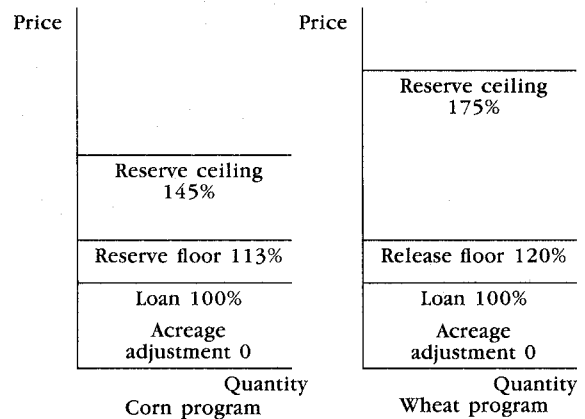 Price
Reserve ceiling
145%
Reserve floor 113%
Loan 100%
Acreage
adjustment 0
Quantity
Corn program
Price
Reserve ceiling
175%
Release floor 120%
Loan 100%
Acreage
adjustment 0
Quantity
Wheat program